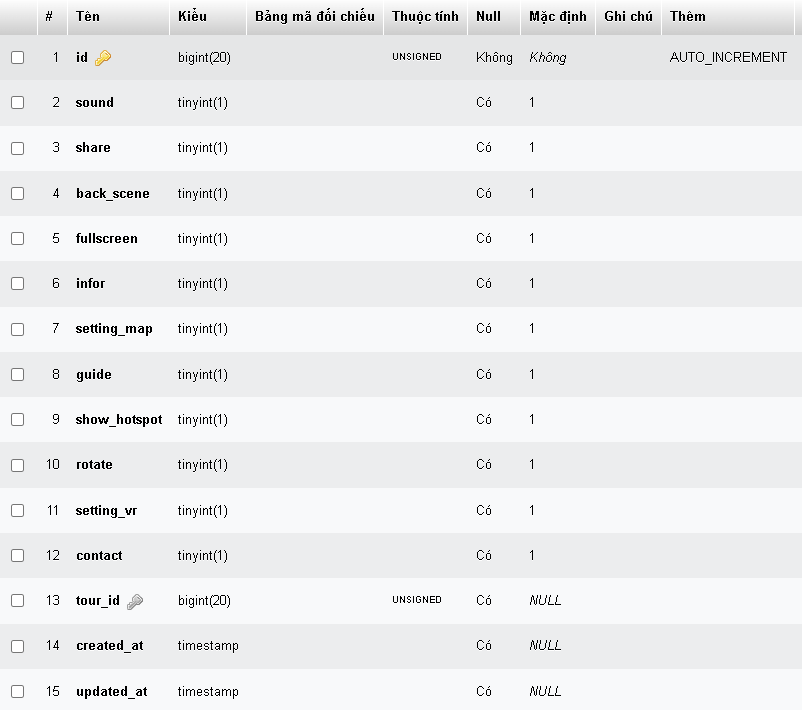 # Tên Kiểu Bảng mã đối chiếu Thuộc tính Null Mặc định Ghi chú Thêm
1 id bigint(20) UNSIGNED Không Không AUTO_INCREMENT
2 sound tinyint(1) Có 1
3 share tinyint(1) Có 1
4 back_scene tinyint(1) Có 1
5 fullscreen tinyint(1) Có 1
6 infor tinyint(1) Có 1
7 setting_map tinyint(1) Có 1
8 guide tinyint(1) Có 1
9 show_hotspot tinyint(1) Có 1
10 rotate tinyint(1) Có 1
11 setting_vr tinyint(1) Có 1
12 contact tinyint(1) Có 1
13 tour_id bigint(20) UNSIGNED Có NULL
14 created_at timestamp Có NULL
15 updated_at timestamp Có NULL